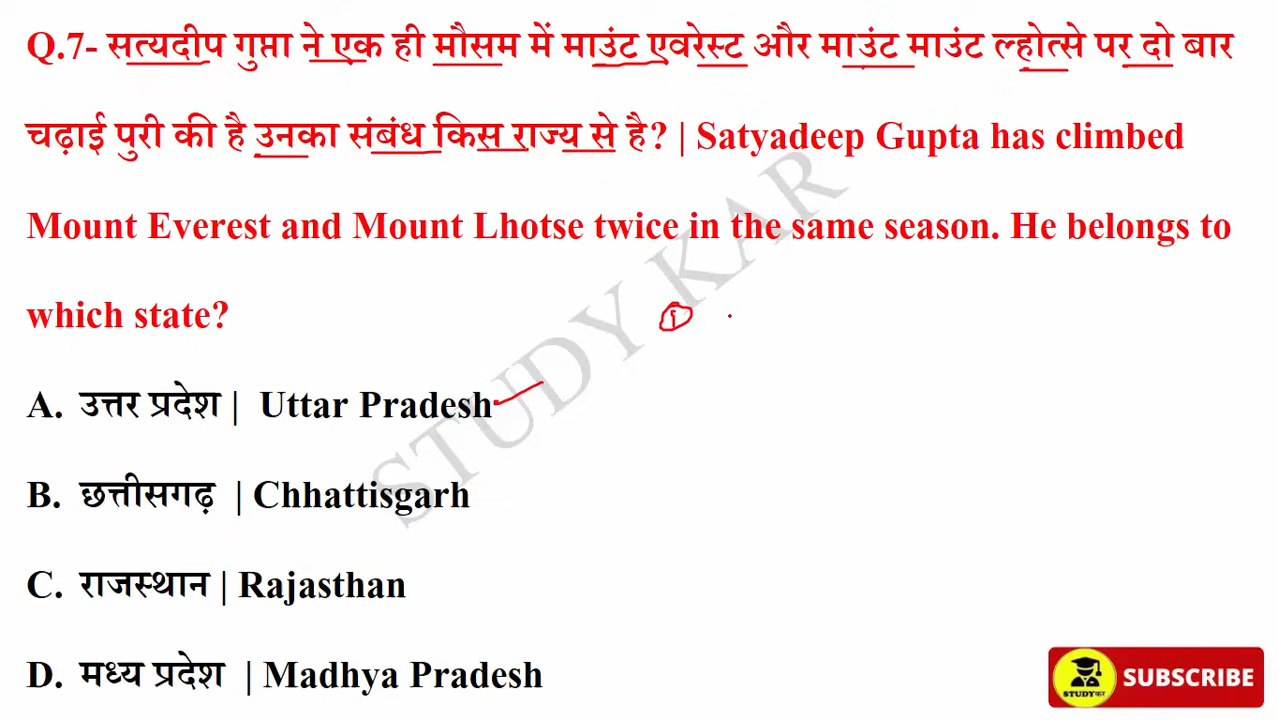 Q.7- सत्यदीप गुप्ता ने एक ही मौसम में माउंट एवरेस्ट और माउंट माउंट ल्होत्से पर दो बार
चढ़ाई पुरी की है उनका संबंध किस राज्य से है? | Satyadeep Gupta has climbed
Mount Everest and Mount Lhotse twice in the same season. He belongs to
which state?
1
A. उत्तर प्रदेश | Uttar Pradesh
B. छत्तीसगढ़ | Chhattisgarh
C. राजस्थान | Rajasthan
D. मध्य प्रदेश | Madhya Pradesh
STUDY KAR
STUDYकर
SUBSCRIBE